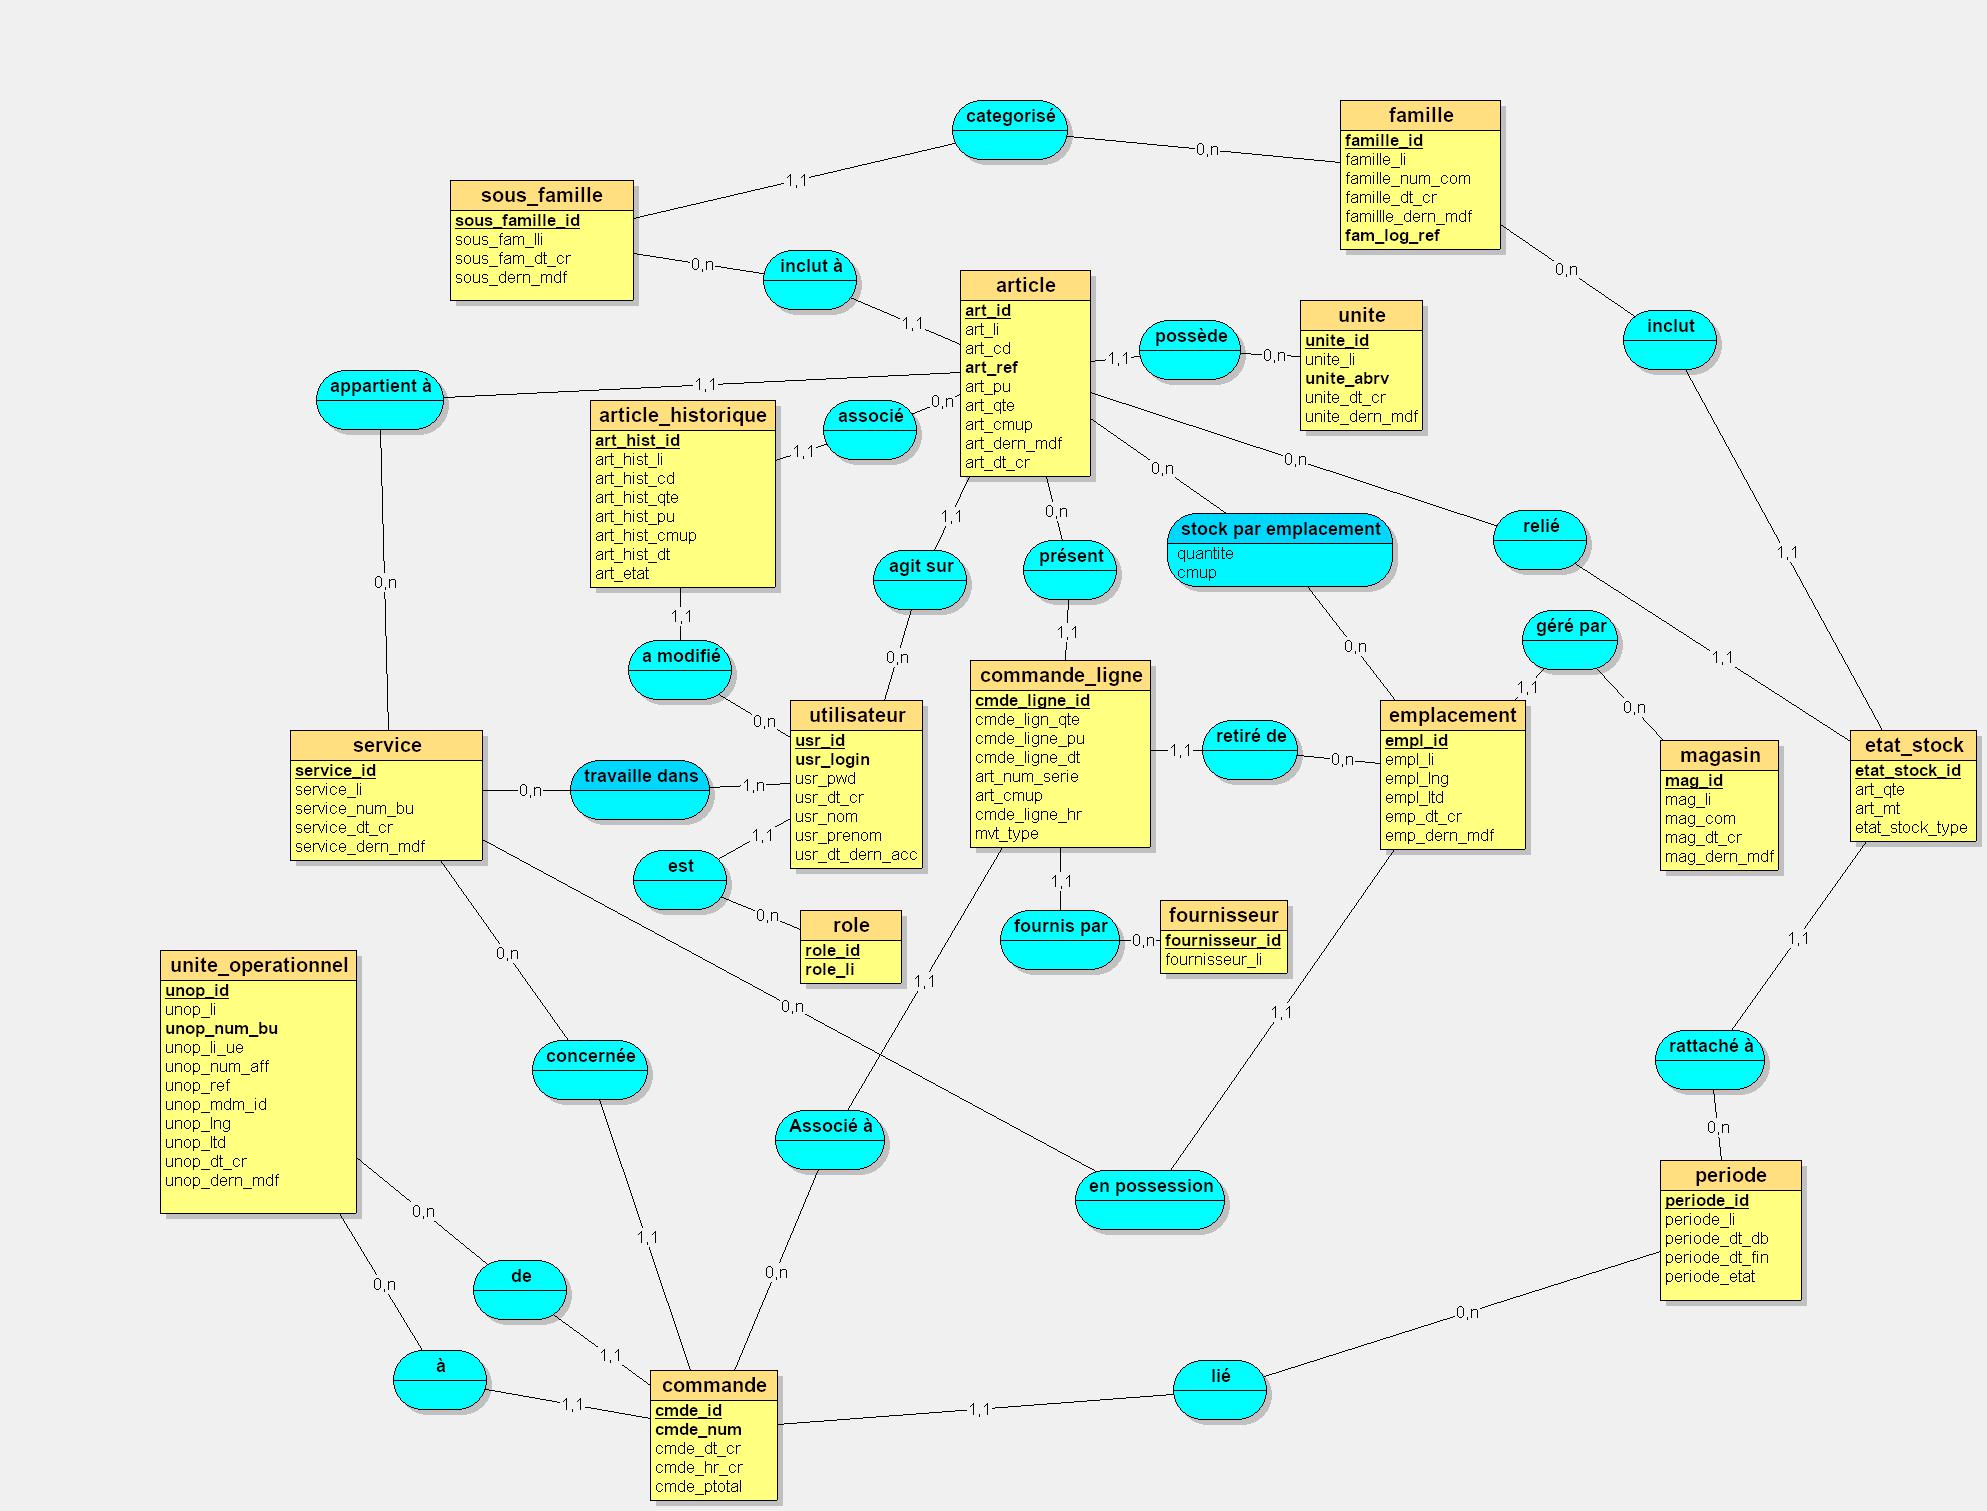 categorisé
famille
famille_id
famille_li
famille_num_com
famille_dt_cr
famillle_dern_mdf
fam_log_ref
0,n
1,1
sous_famille
sous_famille_id
sous_fam_lli
sous_fam_dt_cr
sous_dern_mdf
0,n
inclut à
1,1
article
art_id
art_li
art_cd
art_ref
art_pu
art_qte
art_cmup
art_dern_mdf
art_dt_cr
1,1
possède
0,n
unite
unite_id
unite_li
unite_abrv
unite_dt_cr
unite_dern_mdf
0,n
inclut
1,1
appartient à
1,1
0,n
article_historique
art_hist_id
art_hist_li
art_hist_cd
art_hist_qte
art_hist_pu
art_hist_cmup
art_hist_dt
art_etat
1,1
associé
0,n
1,1
agit sur
0,n
0,n
présent
1,1
0,n
stock par emplacement
quantite
cmup
0,n
0,n
relié
1,1
1,1
a modifié
0,n
géré par
1,1
0,n
service
service_id
service_li
service_num_bu
service_dt_cr
service_dern_mdf
0,n
travaille dans
1,n
utilisateur
usr_id
usr_login
usr_pwd
usr_dt_cr
usr_nom
usr_prenom
usr_dt_dern_acc
1,1
est
0,n
role
role_id
role_li
commande_ligne
cmde_ligne_id
cmde_lign_qte
cmde_ligne_pu
cmde_ligne_dt
art_num_serie
art_cmup
cmde_ligne_hr
mvt_type
1,1
retiré de
0,n
emplacement
empl_id
empl_li
empl_lng
empl_ltd
emp_dt_cr
emp_dern_mdf
magasin
mag_id
mag_li
mag_com
mag_dt_cr
mag_dern_mdf
etat_stock
etat_stock_id
art_qte
art_mt
etat_stock_type
1,1
fournis par
0,n
fournisseur
fournisseur_id
fournisseur_li
unite_operationnel
unop_id
unop_li
unop_num_bu
unop_li_ue
unop_num_aff
unop_ref
unop_mdm_id
unop_lng
unop_ltd
unop_dt_cr
unop_dern_mdf
0,n
concernée
1,1
0,n
1,1
en possession
1,1
Associé à
0,n
1,1
rattaché à
0,n
periode
periode_id
periode_li
periode_dt_db
periode_dt_fin
periode_etat
0,n
de
1,1
0,n
à
1,1
commande
cmde_id
cmde_num
cmde_dt_cr
cmde_hr_cr
cmde_ptotal
1,1
lié
0,n